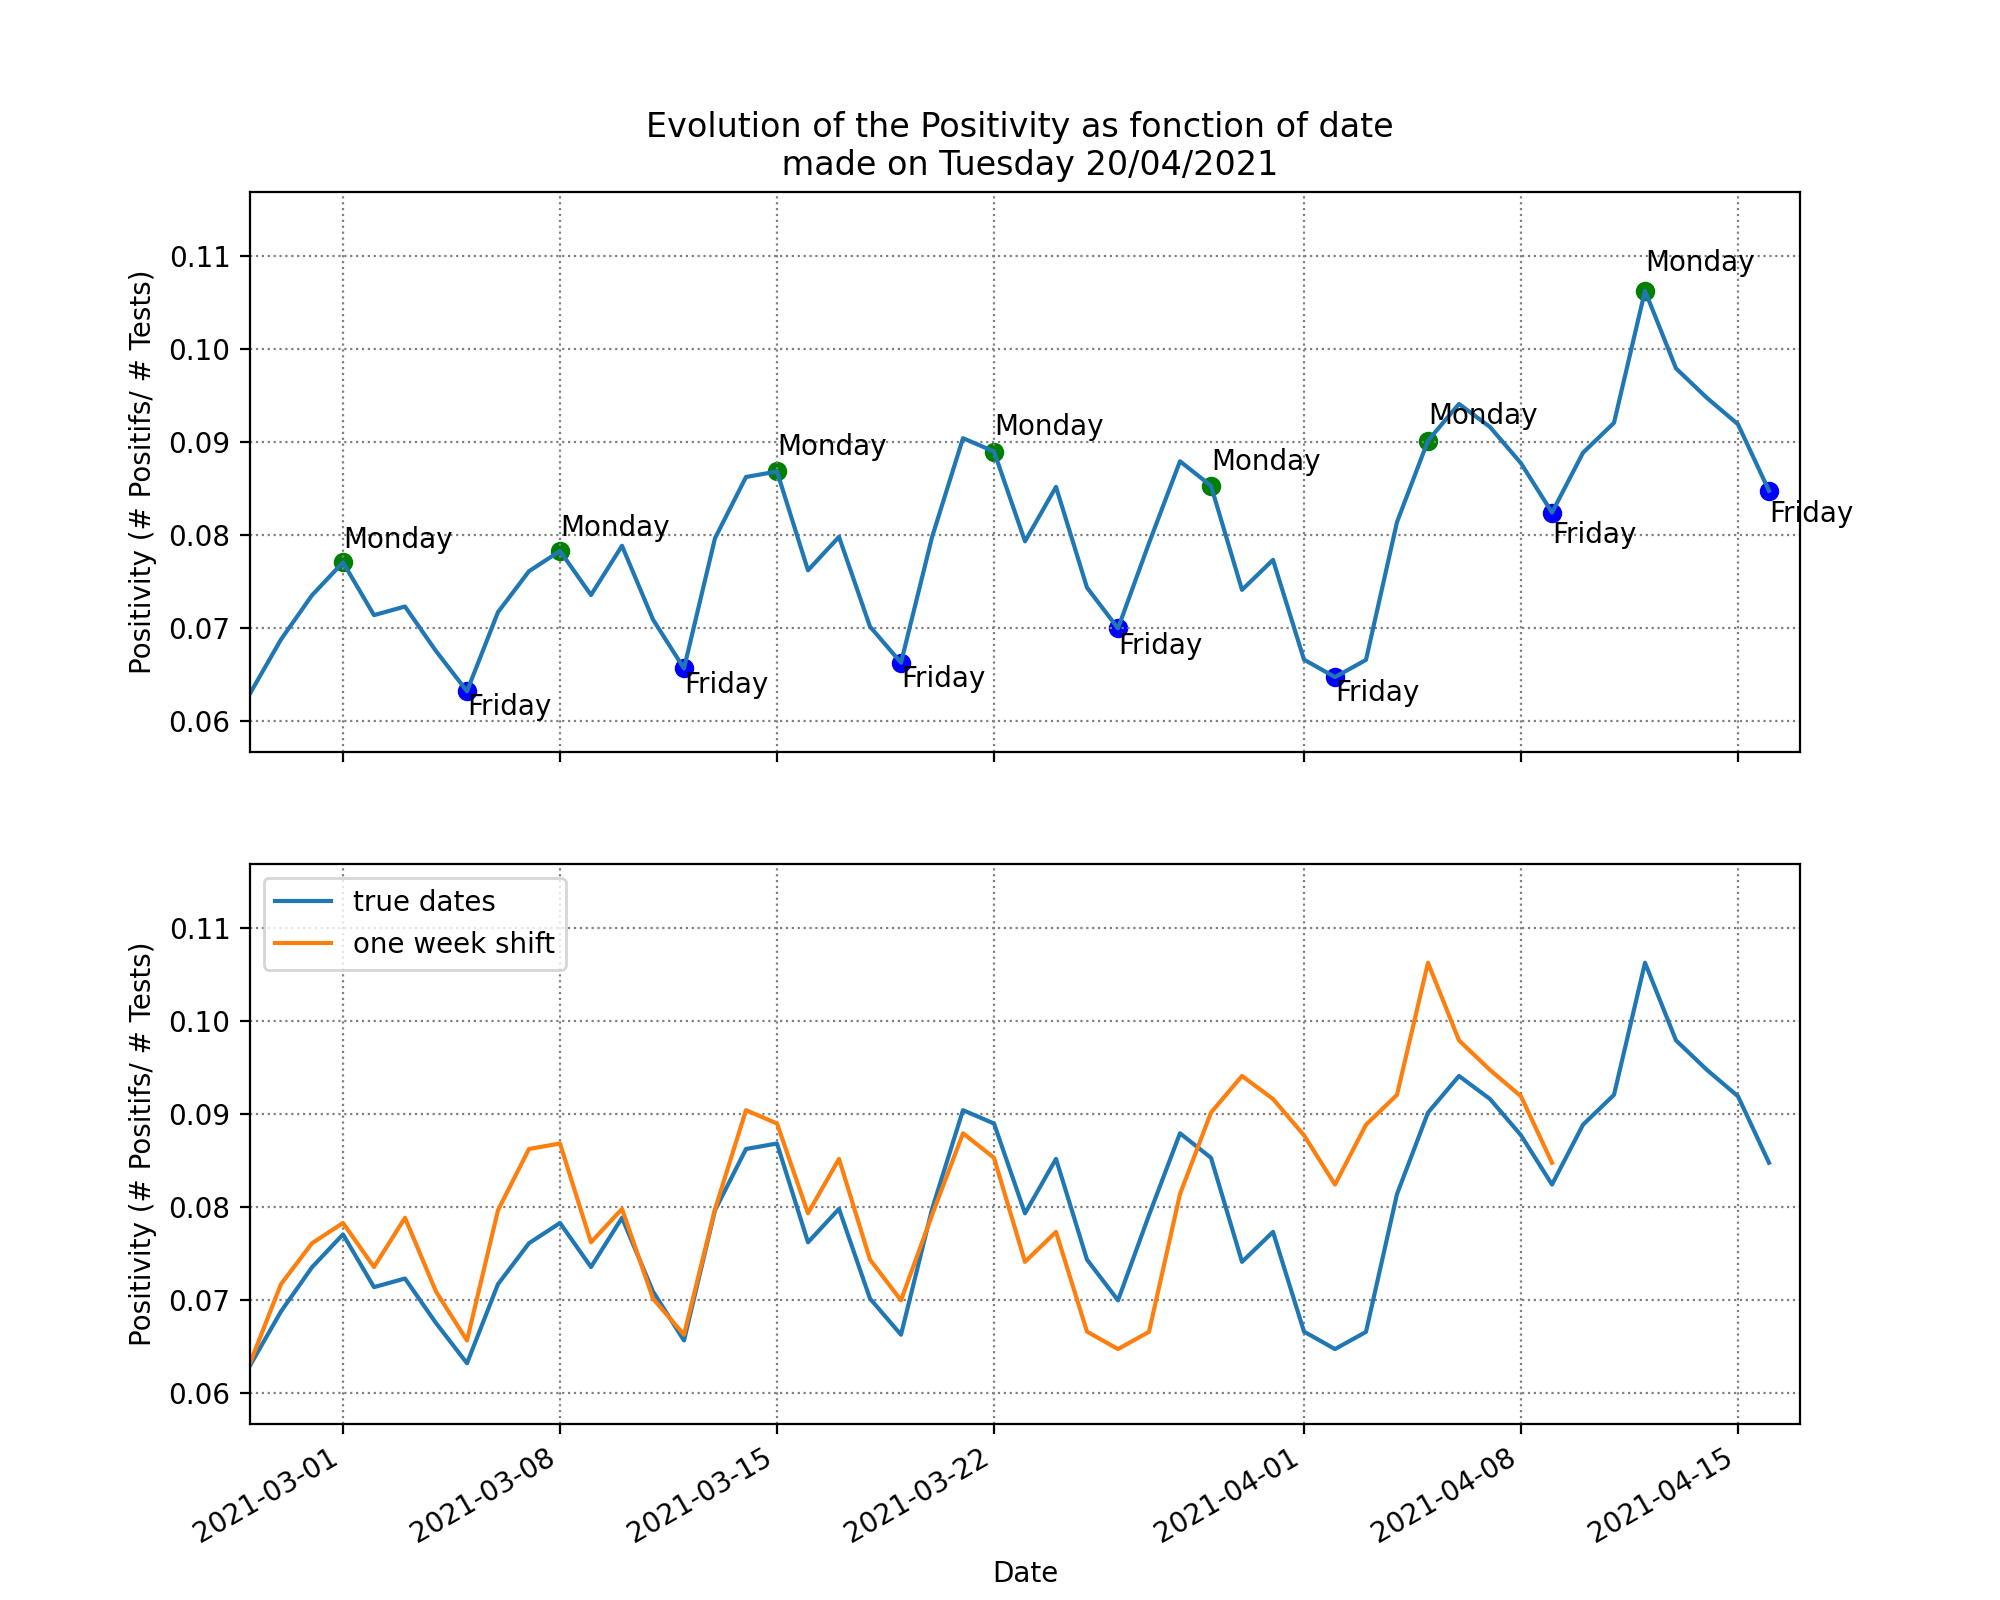 Evolution of the Positivity as fonction of date
made on Tuesday 20/04/2021
Positivity (# Positifs/ # Tests)
0.11
0.10
0.09
0.08
0.07
0.06
Monday
Friday
Monday
Friday
Monday
Friday
Monday
Friday
Monday
Friday
Monday
Friday
Monday
Friday
Positivity (# Positifs/ # Tests)
0.11
0.10
0.09
0.08
0.07
0.06
true dates
one week shift
2021-03-01
2021-03-08
2021-03-15
2021-03-22
2021-04-01
2021-04-08
2021-04-15
Date